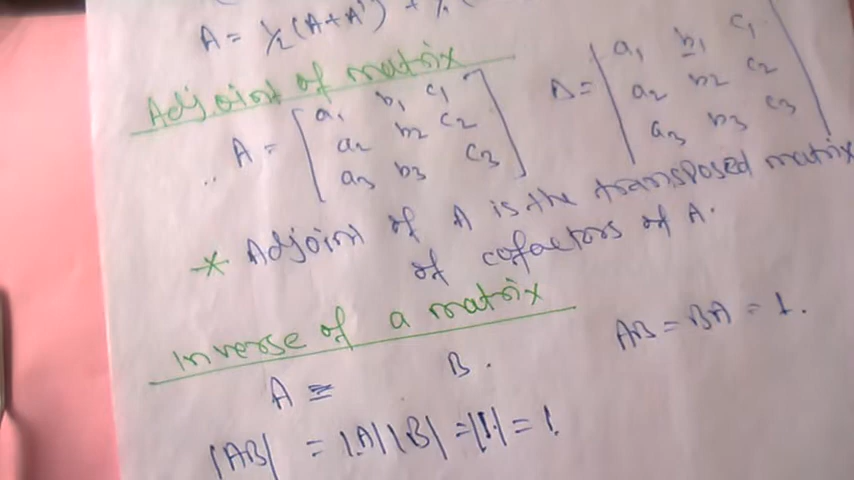 A = ½(A+A') + ½(
Adjoint of matrix
∴ A = [a1 b1 c1 Δ = |a1 b1 c1
a2 b2 c2 a2 b2 c2
a3 b3 c3] a3 b3 c3|
* Adjoint of A is the transposed matrix
of cofactors of A.
Inverse of a matrix
A = B. AB = BA = 1.
|AB| = |A||B| = |1| = 1.